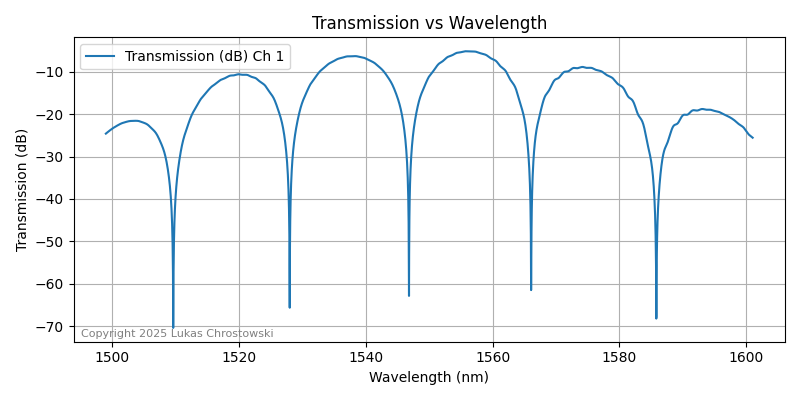 Transmission vs Wavelength
Transmission (dB) Ch 1
Transmission (dB)
−10
−20
−30
−40
−50
−60
−70
Copyright 2025 Lukas Chrostowski
1500 1520 1540 1560 1580 1600
Wavelength (nm)